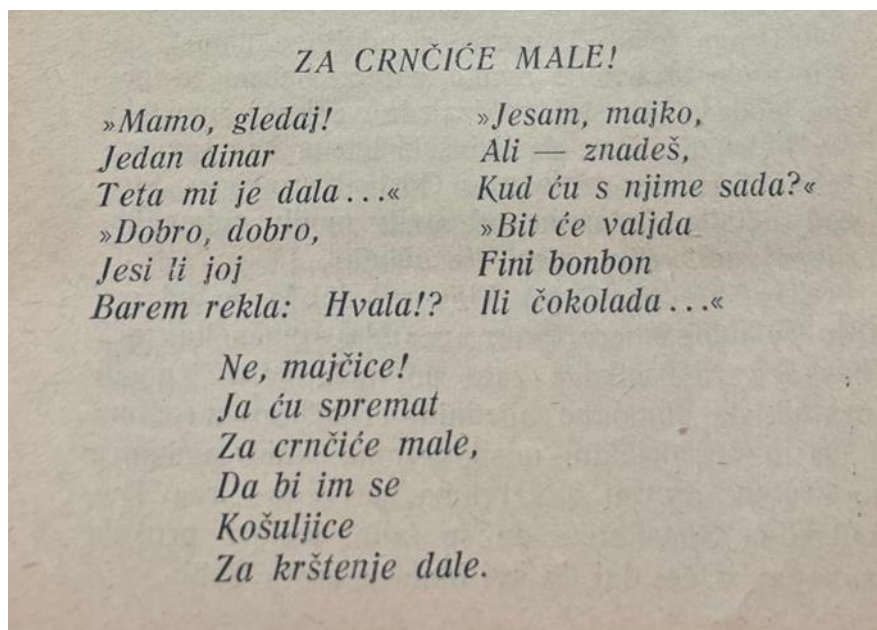 ZA CRNČIĆE MALE!
»Mamo, gledaj!
Jedan dinar
Teta mi je dala...«
»Dobro, dobro,
Jesi li joj
Barem rekla: Hvala!?
»Jesam, majko,
Ali — znadeš,
Kud ću s njime sada?«
»Bit će valjda
Fini bonbon
Ili čokolada...«
Ne, majčice!
Ja ću spremat
Za crnčiće male,
Da bi im se
Košuljice
Za krštenje dale.